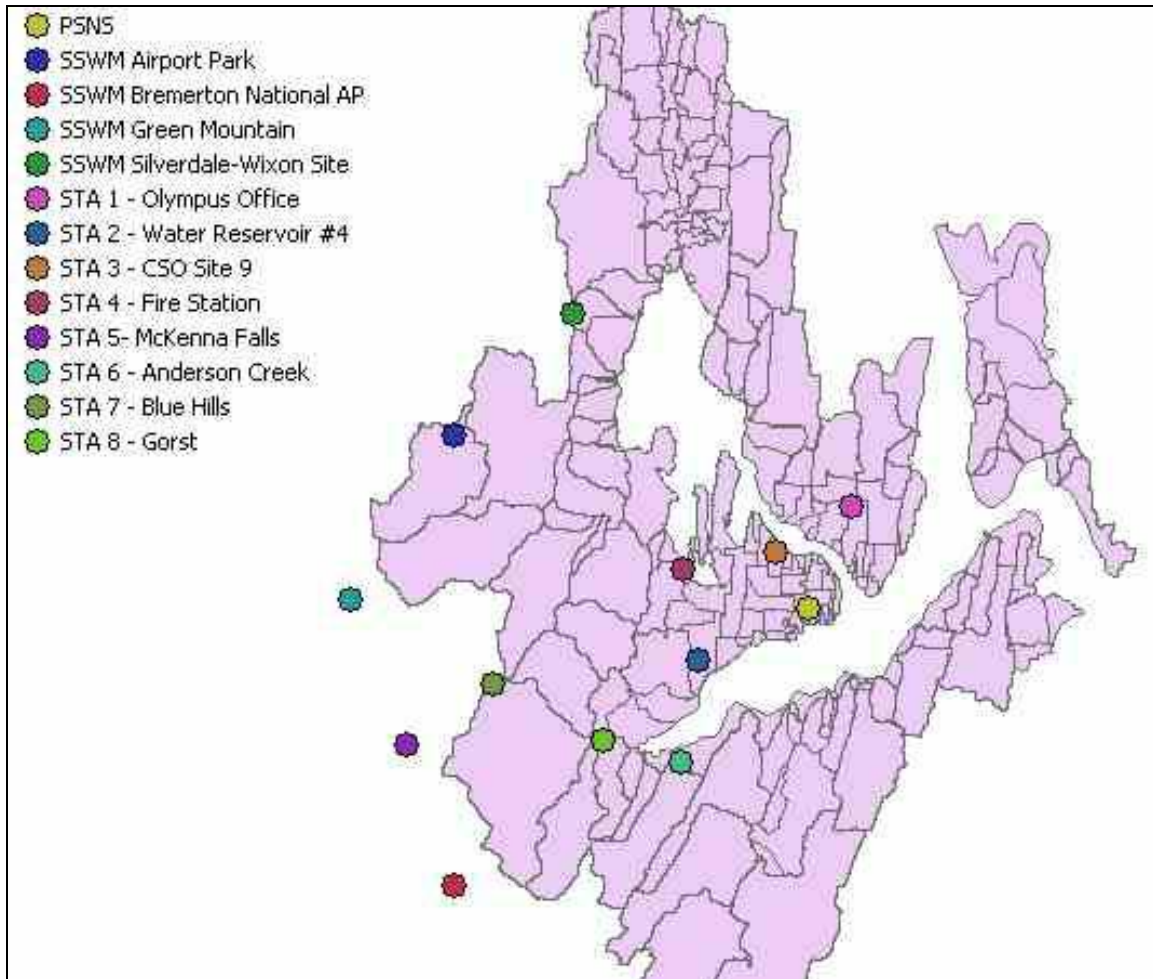 PSNS
SSWM Airport Park
SSWM Bremerton National AP
SSWM Green Mountain
SSWM Silverdale-Wixon Site
STA 1 - Olympus Office
STA 2 - Water Reservoir #4
STA 3 - CSO Site 9
STA 4 - Fire Station
STA 5- McKenna Falls
STA 6 - Anderson Creek
STA 7 - Blue Hills
STA 8 - Gorst